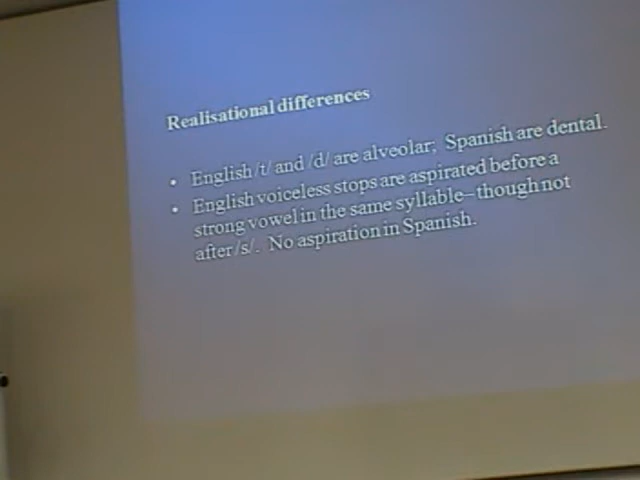 Realisational differences
• English /t/ and /d/ are alveolar; Spanish are dental.
• English voiceless stops are aspirated before a
strong vowel in the same syllable– though not
after /s/. No aspiration in Spanish.